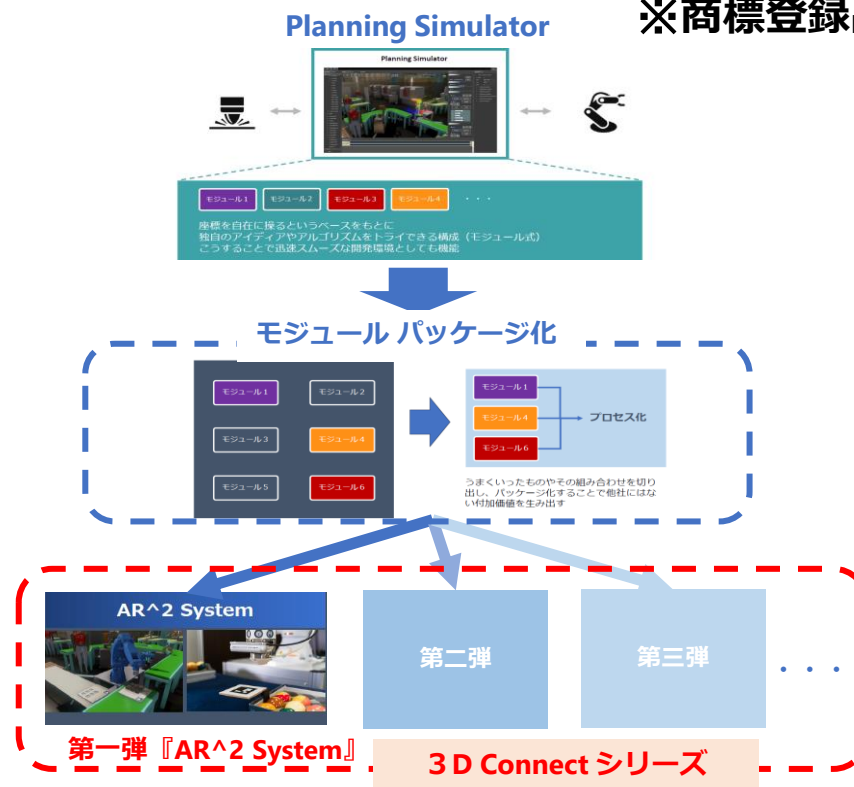 ※商標登録
Planning Simulator
Planning Simulator
モジュール1
モジュール2
モジュール3
モジュール4
・・・
座標を自在に操るというベースをもとに
独自のアイディアやアルゴリズムをトライできる構成（モジュール式）
こうすることで迅速スムーズな開発環境としても機能
モジュール パッケージ化
モジュール1
モジュール2
モジュール3
モジュール4
モジュール5
モジュール6
モジュール1
モジュール4
モジュール6
プロセス化
うまくいったものやその組み合わせを切り
出し、パッケージ化することで他社にはな
い付加価値を生み出す
AR^2 System
第二弾
第三弾
・・・
第一弾『AR^2 System』
３D Connect シリーズ